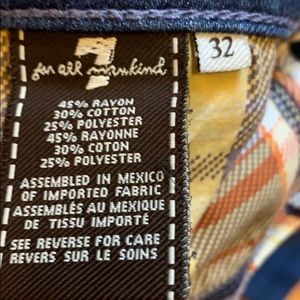 7
for all mankind
32
45% RAYON
30% COTTON
25% POLYESTER
45% RAYONNE
30% COTON
25% POLYESTER
ASSEMBLED IN MEXICO
OF IMPORTED FABRIC
ASSEMBLÉS AU MEXIQUE
DE TISSU IMPORTÉ
SEE REVERSE FOR CARE
REVERS SUR LE SOINS